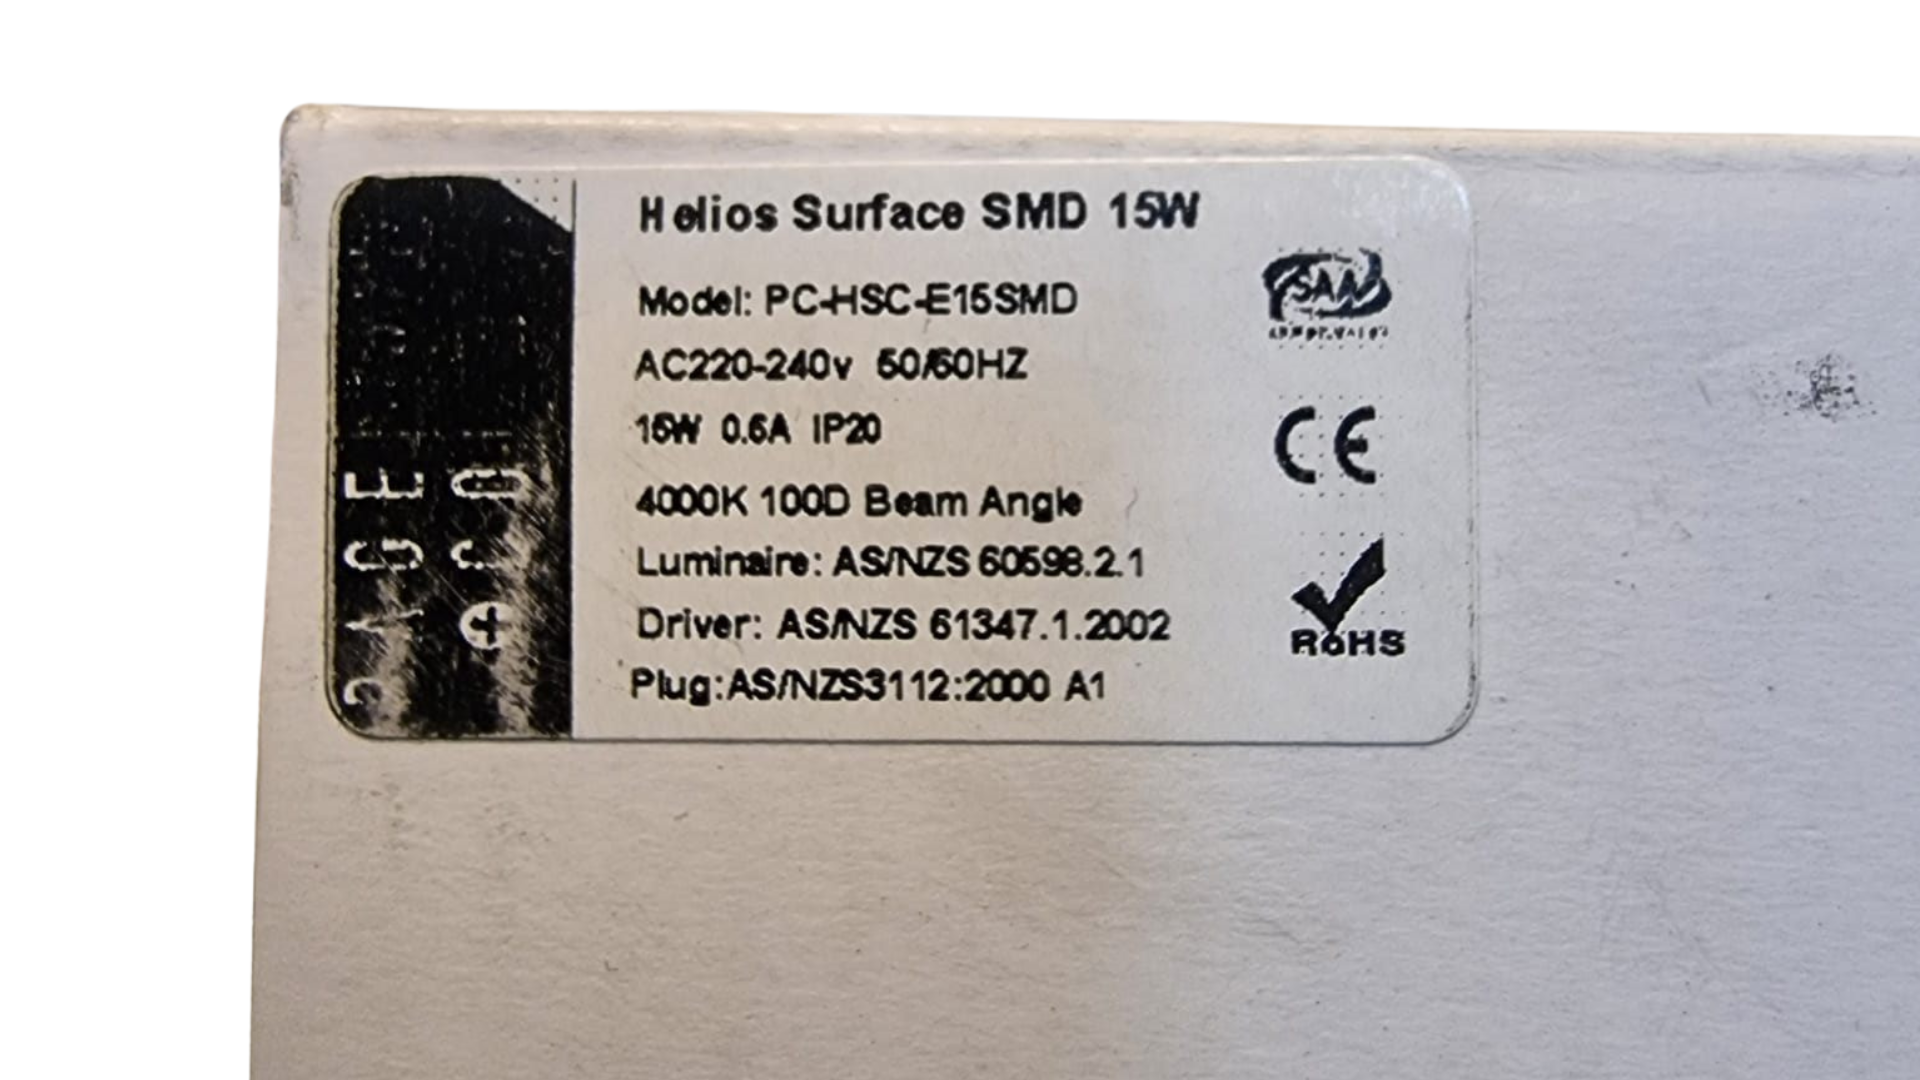 Helios Surface SMD 15W
Model: PC-HSC-E15SMD
AC220-240v 50/60HZ
15W 0.6A IP20
4000K 100D Beam Angle
Luminaire: AS/NZS 60598.2.1
Driver: AS/NZS 61347.1.2002
Plug:AS/NZS3112:2000 A1
SAA
CE
RoHS